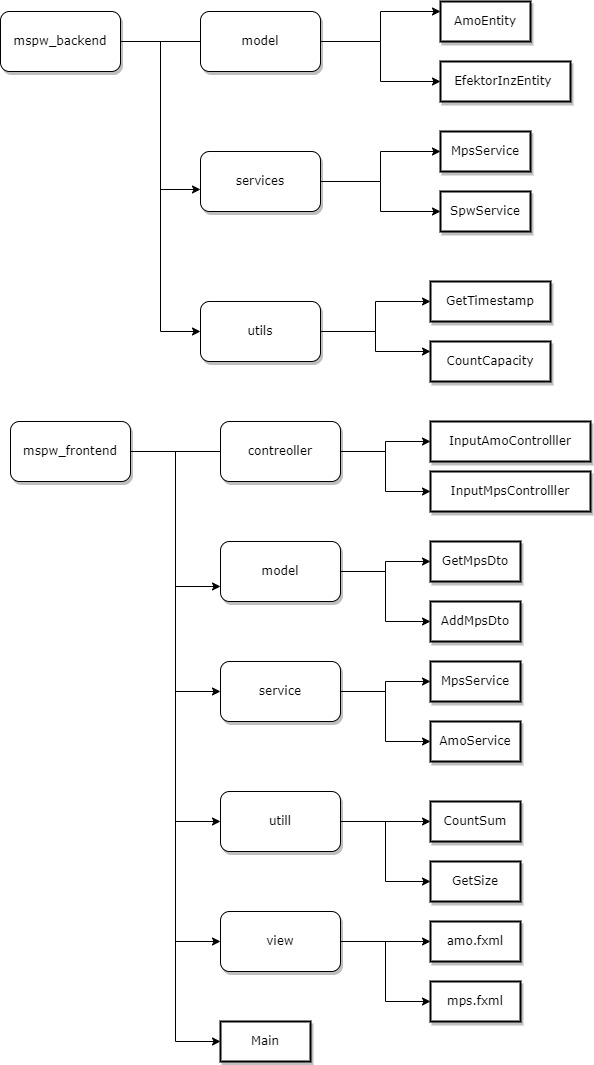 mspw_backend
model
AmoEntity
EfektorInzEntity
services
MpsService
SpwService
utils
GetTimestamp
CountCapacity
mspw_frontend
contreoller
InputAmoControlller
InputMpsControlller
model
GetMpsDto
AddMpsDto
service
MpsService
AmoService
utill
CountSum
GetSize
view
amo.fxml
mps.fxml
Main